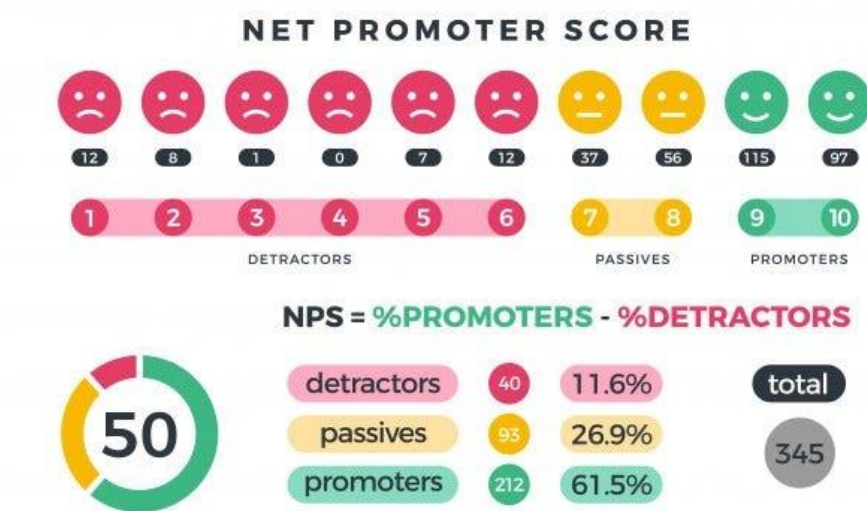 NET PROMOTER SCORE
12 8 1 0 7 12 37 56 115 97
1 2 3 4 5 6 7 8 9 10
DETRACTORS PASSIVES PROMOTERS
NPS = %PROMOTERS - %DETRACTORS
50
detractors 40 11.6%
passives 93 26.9%
promoters 212 61.5%
total
345